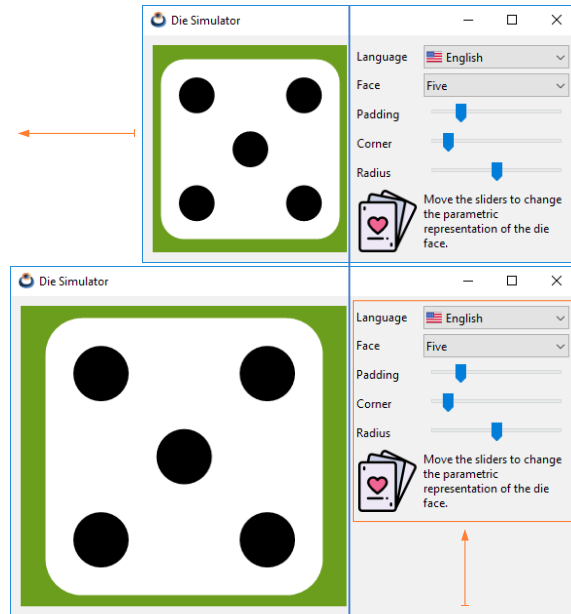 Die Simulator
Language English
Face Five
Padding
Corner
Radius
Move the sliders to change
the parametric
representation of the die
face.
Die Simulator
Language English
Face Five
Padding
Corner
Radius
Move the sliders to change
the parametric
representation of the die
face.